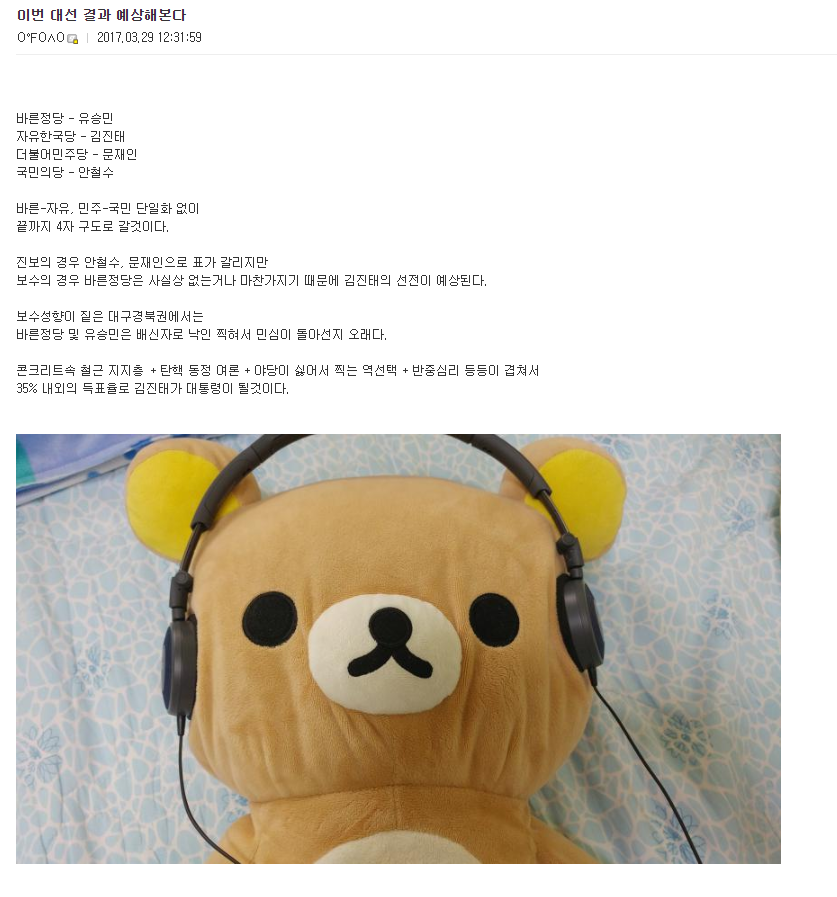 이번 대선 결과 예상해본다
2017.03.29 12:31:59
바른정당 - 유승민
자유한국당 - 김진태
더불어민주당 - 문재인
국민의당 - 안철수
바른-자유, 민주-국민 단일화 없이
끝까지 4자 구도로 갈것이다.
진보의 경우 안철수, 문재인으로 표가 갈리지만
보수의 경우 바른정당은 사실상 없는거나 마찬가지기 때문에 김진태의 선전이 예상된다.
보수성향이 짙은 대구경북권에서는
바른정당 및 유승민은 배신자로 낙인 찍혀서 민심이 돌아선지 오래다.
콘크리트속 철근 지지층 + 탄핵 동정 여론 + 야당이 싫어서 찍는 역선택 + 반중심리 등등이 겹쳐서
35% 내외의 득표율로 김진태가 대통령이 될것이다.